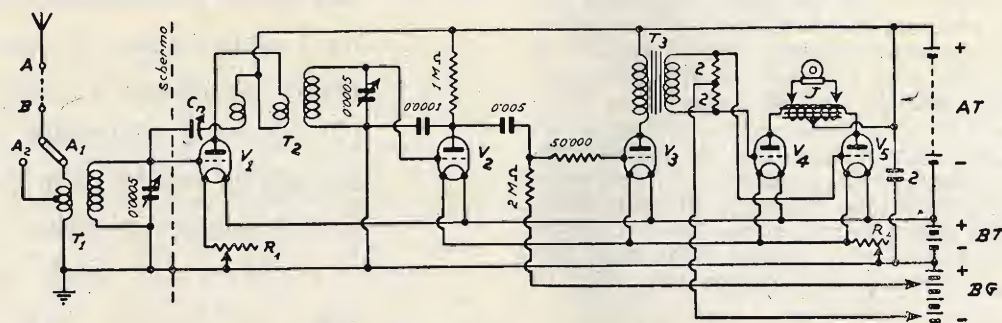 A
B
A2
A1
T1
0'0005
schermo
Cn
V1
R1
T2
0'0005
0'0001
1 MΩ
V2
0'005
2 MΩ
50'000
T3
V3
2
2
V4
J
V5
R2
2
+
AT
-
+
BT
-
+
BG
-